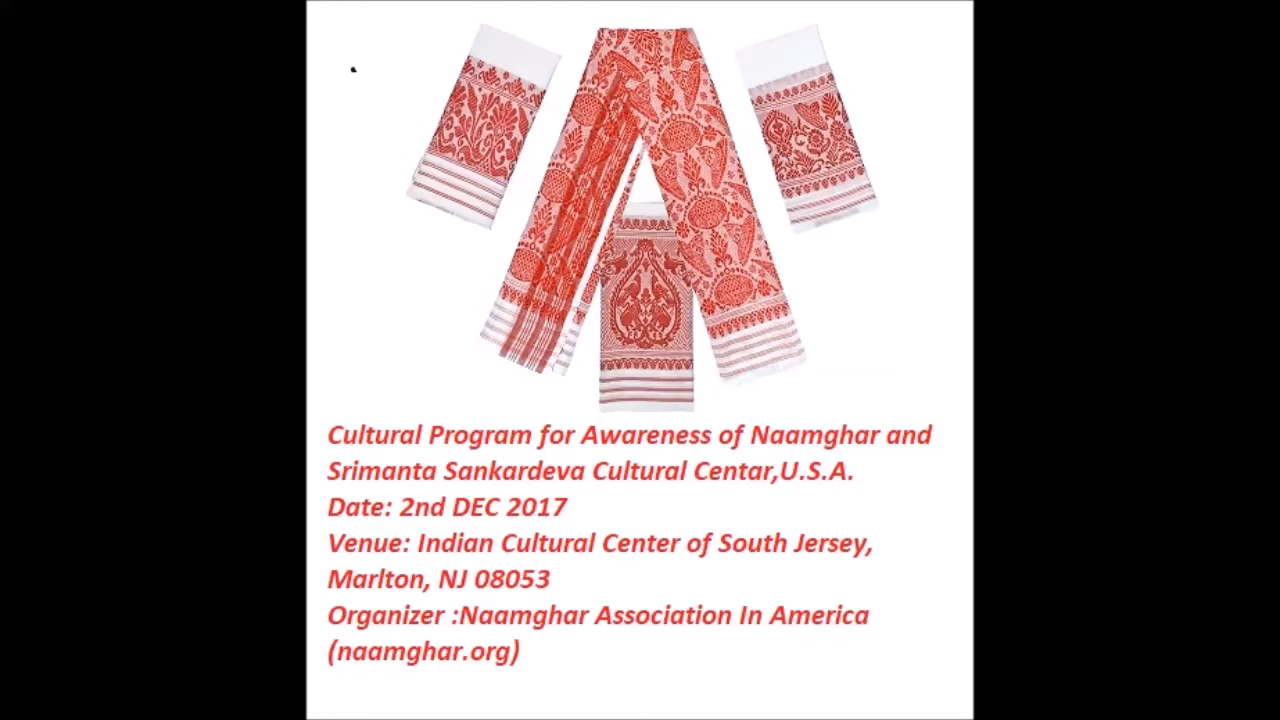 Cultural Program for Awareness of Naamghar and
Srimanta Sankardeva Cultural Centar,U.S.A.
Date: 2nd DEC 2017
Venue: Indian Cultural Center of South Jersey,
Marlton, NJ 08053
Organizer :Naamghar Association In America
(naamghar.org)